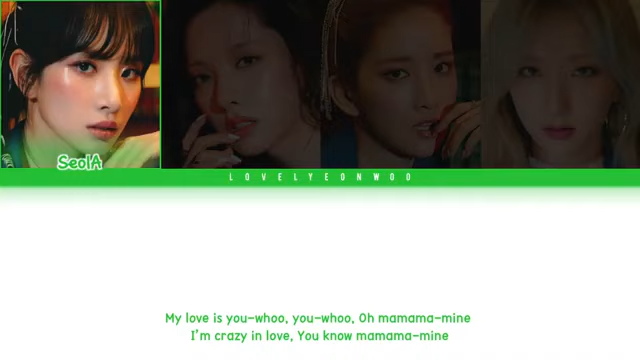 SeolA
LOVELYEONWOO
My love is you-whoo, you-whoo, Oh mamama-mine
I'm crazy in love, You know mamama-mine